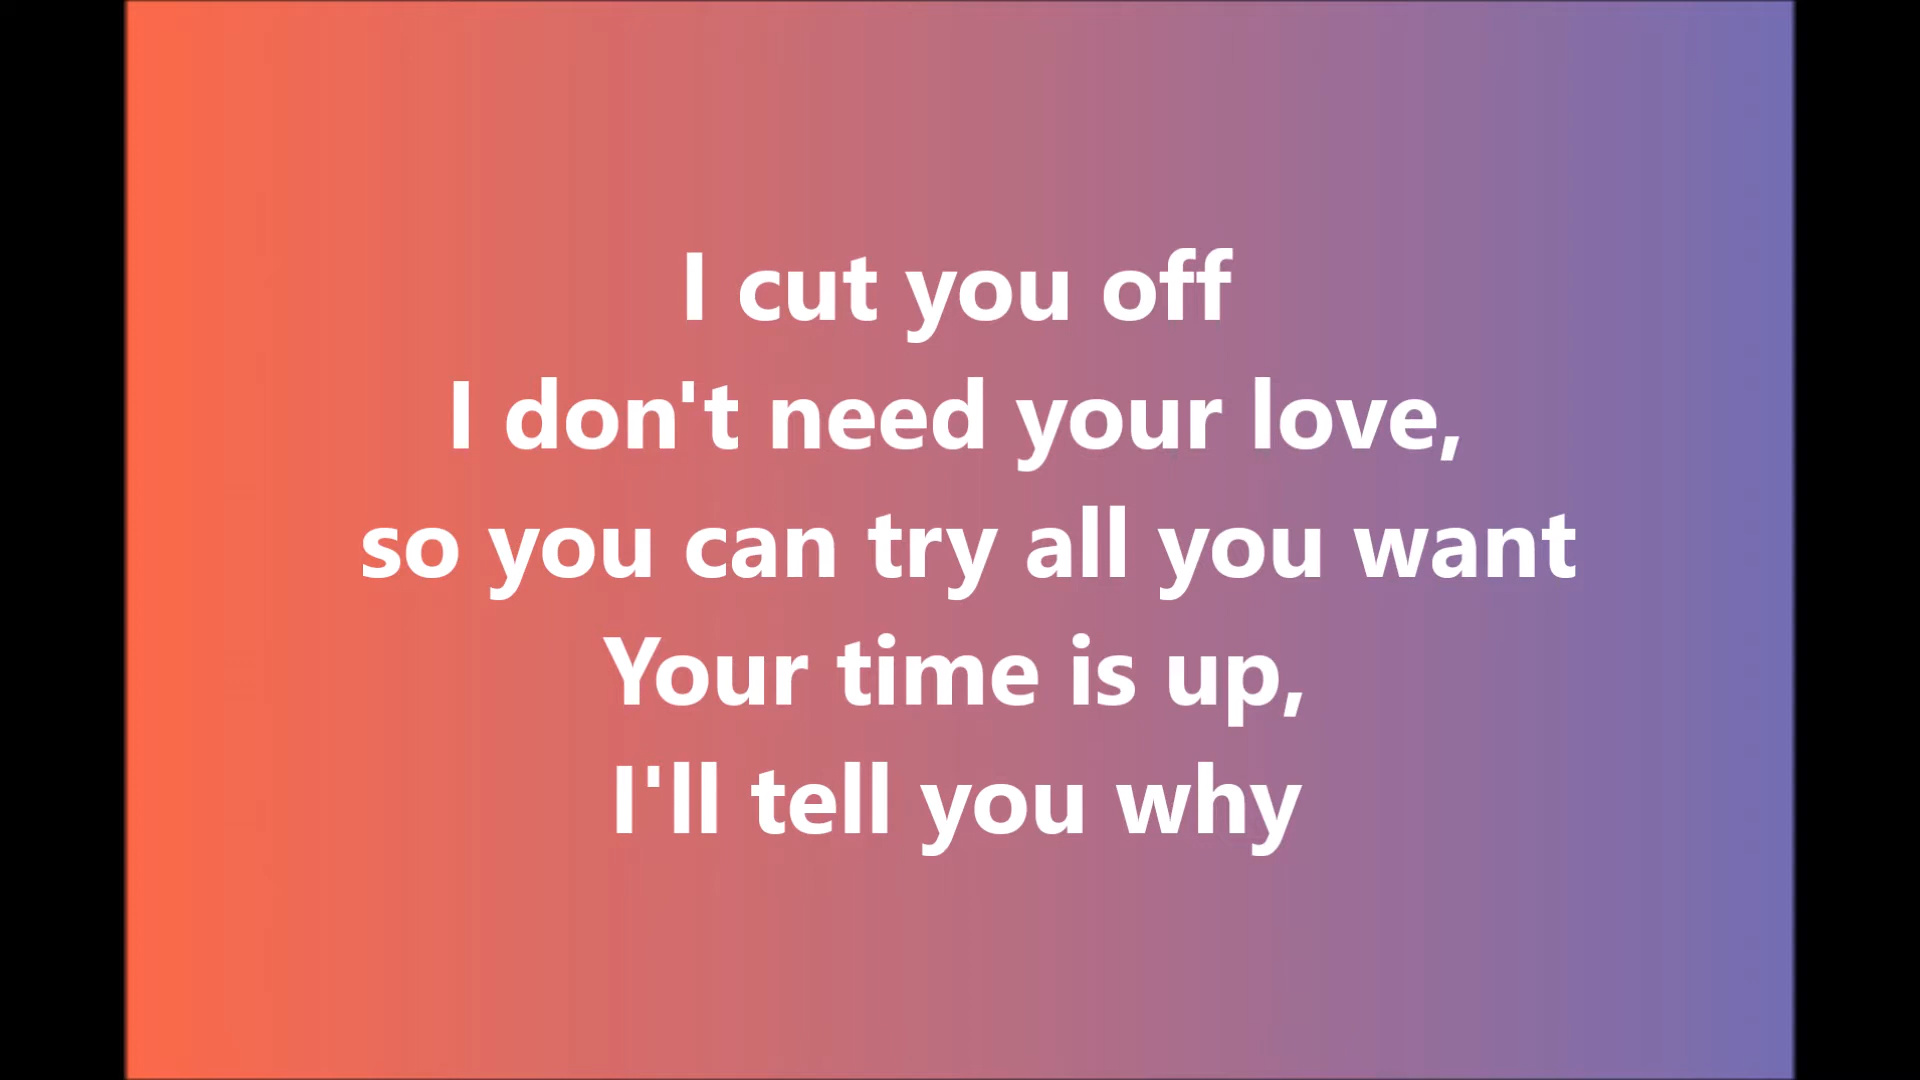 I cut you off
I don't need your love,
so you can try all you want
Your time is up,
I'll tell you why